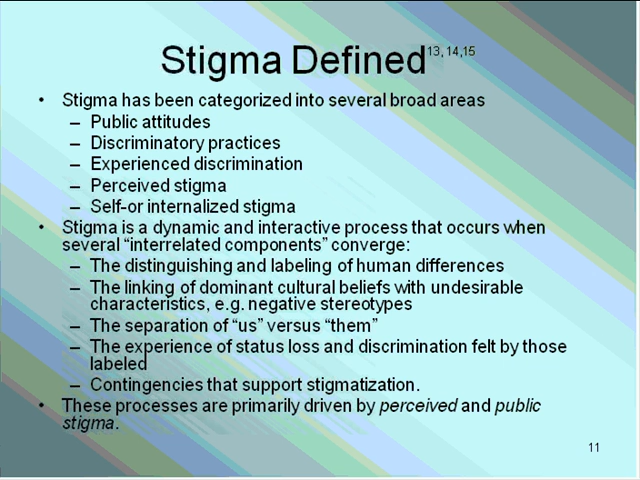 Stigma Defined13, 14,15
• Stigma has been categorized into several broad areas
– Public attitudes
– Discriminatory practices
– Experienced discrimination
– Perceived stigma
– Self-or internalized stigma
• Stigma is a dynamic and interactive process that occurs when
several “interrelated components” converge:
– The distinguishing and labeling of human differences
– The linking of dominant cultural beliefs with undesirable
characteristics, e.g. negative stereotypes
– The separation of “us” versus “them”
– The experience of status loss and discrimination felt by those
labeled
– Contingencies that support stigmatization.
• These processes are primarily driven by perceived and public
stigma.
11